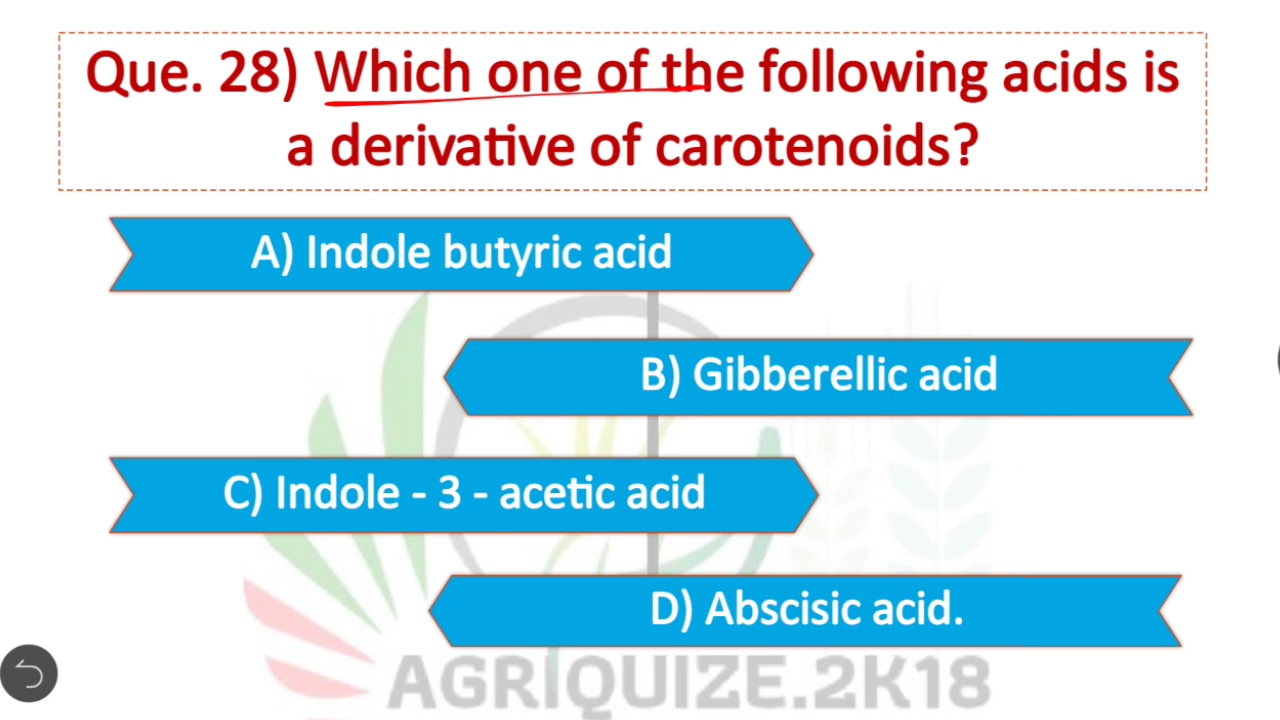 Que. 28) Which one of the following acids is
a derivative of carotenoids?
A) Indole butyric acid
B) Gibberellic acid
C) Indole - 3 - acetic acid
D) Abscisic acid.
AGRIQUIZE.2K18